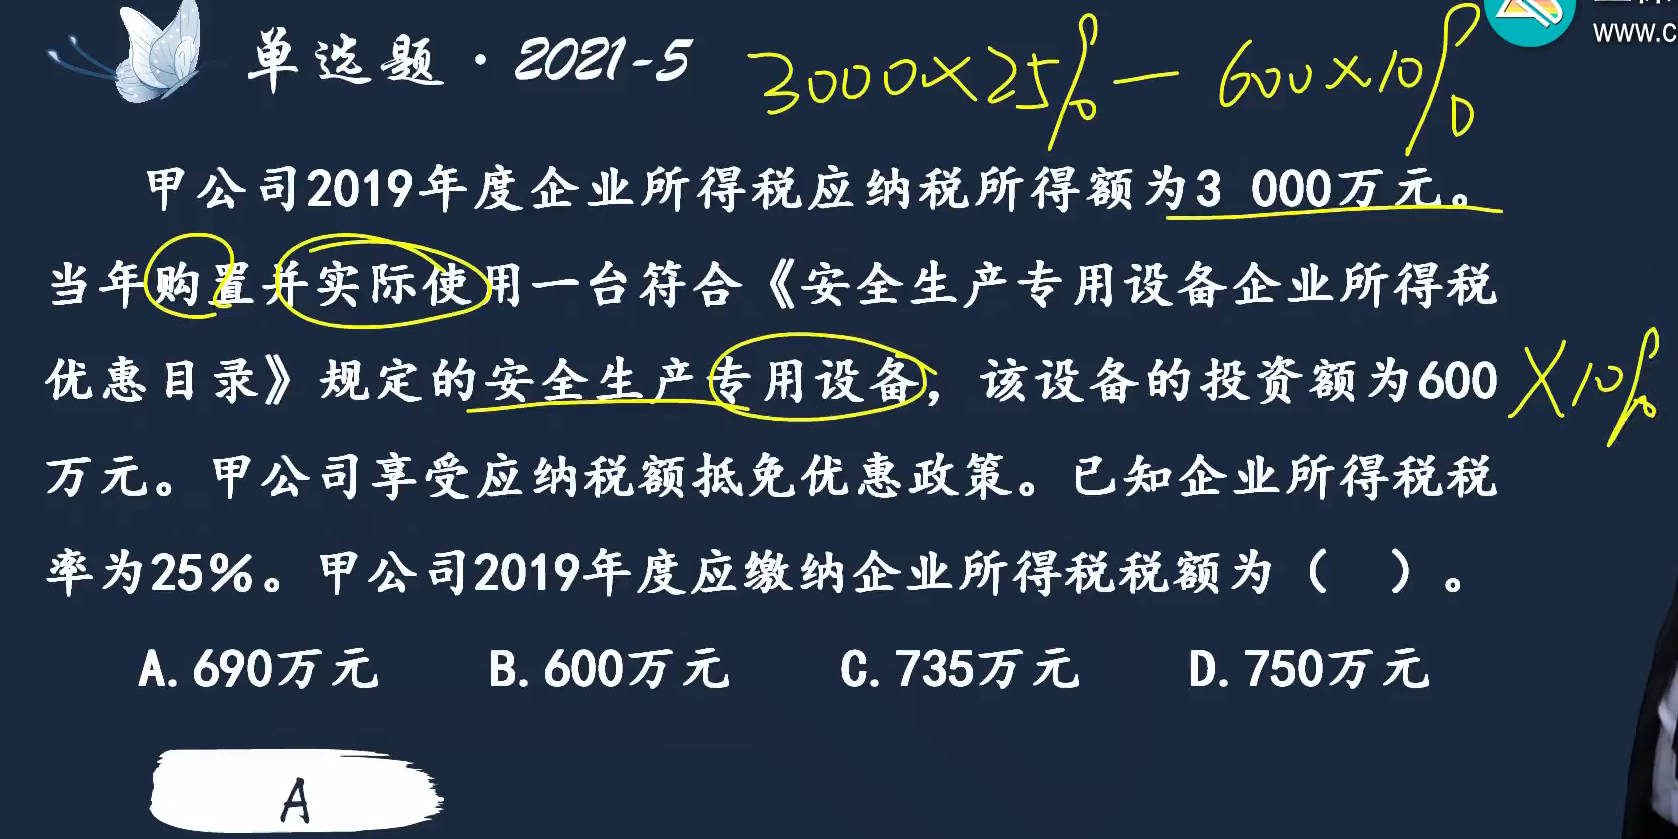 单选题·2021-5
3000×25%-600×10%
www.c
甲公司2019年度企业所得税应纳税所得额为3 000万元。
当年购置并实际使用一台符合《安全生产专用设备企业所得税
优惠目录》规定的安全生产专用设备，该设备的投资额为600
×10%
万元。甲公司享受应纳税额抵免优惠政策。已知企业所得税税
率为25%。甲公司2019年度应缴纳企业所得税税额为（ ）。
A.690万元 B.600万元 C.735万元 D.750万元
A